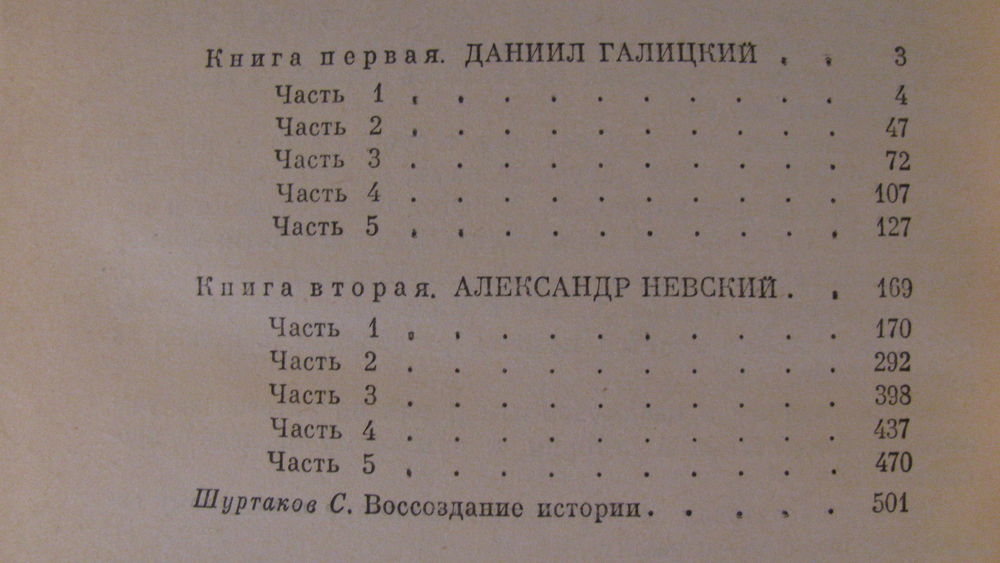 Книга первая. ДАНИИЛ ГАЛИЦКИЙ . . 3
Часть 1 . . . . . . . . . . 4
Часть 2 . . . . . . . . . . 47
Часть 3 . . . . . . . . . . 72
Часть 4 . . . . . . . . . . 107
Часть 5 . . . . . . . . . . 127
Книга вторая. АЛЕКСАНДР НЕВСКИЙ . . 169
Часть 1 . . . . . . . . . . 170
Часть 2 . . . . . . . . . . 292
Часть 3 . . . . . . . . . . 398
Часть 4 . . . . . . . . . . 437
Часть 5 . . . . . . . . . . 470
Шуртаков С. Воссоздание истории . . . . . 501